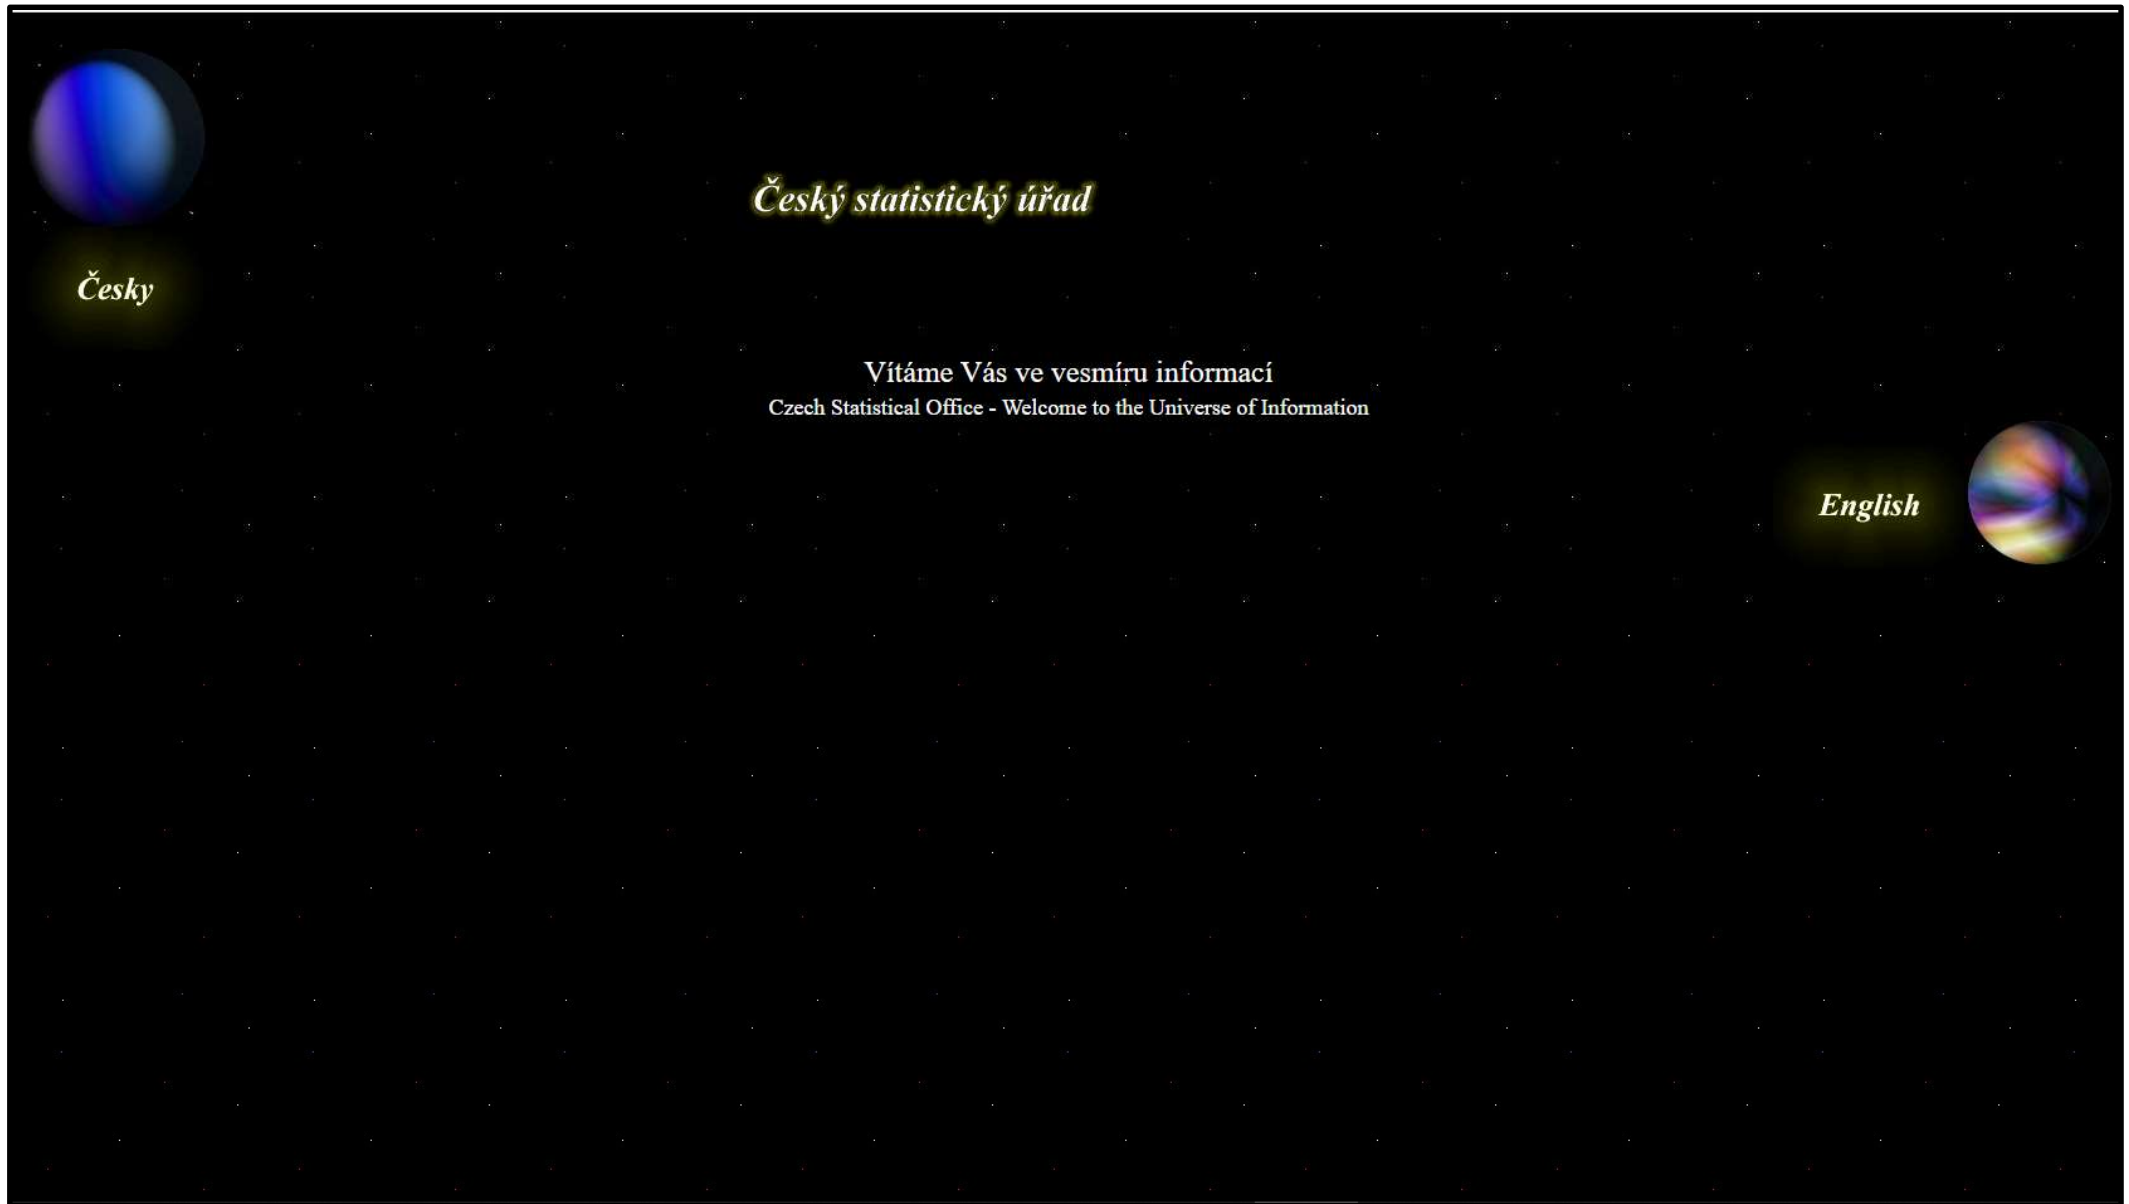 Český statistický úřad
Česky
Vítáme Vás ve vesmíru informací
Czech Statistical Office - Welcome to the Universe of Information
English